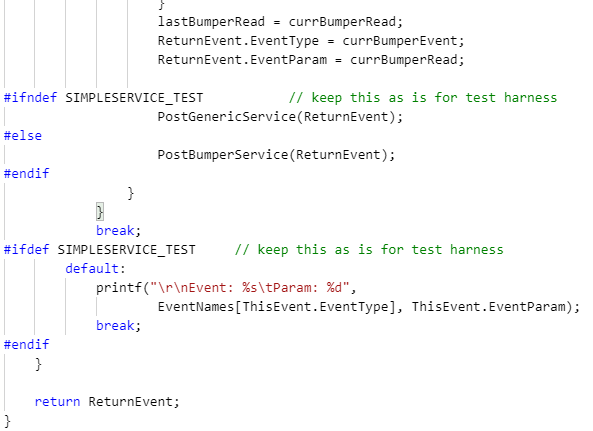 }
lastBumperRead = currBumperRead;
ReturnEvent.EventType = currBumperEvent;
ReturnEvent.EventParam = currBumperRead;
#ifndef SIMPLESERVICE_TEST // keep this as is for test harness
PostGenericService(ReturnEvent);
#else
PostBumperService(ReturnEvent);
#endif
}
}
break;
#ifdef SIMPLESERVICE_TEST // keep this as is for test harness
default:
printf("\r\nEvent: %s\tParam: %d",
EventNames[ThisEvent.EventType], ThisEvent.EventParam);
break;
#endif
}
return ReturnEvent;
}